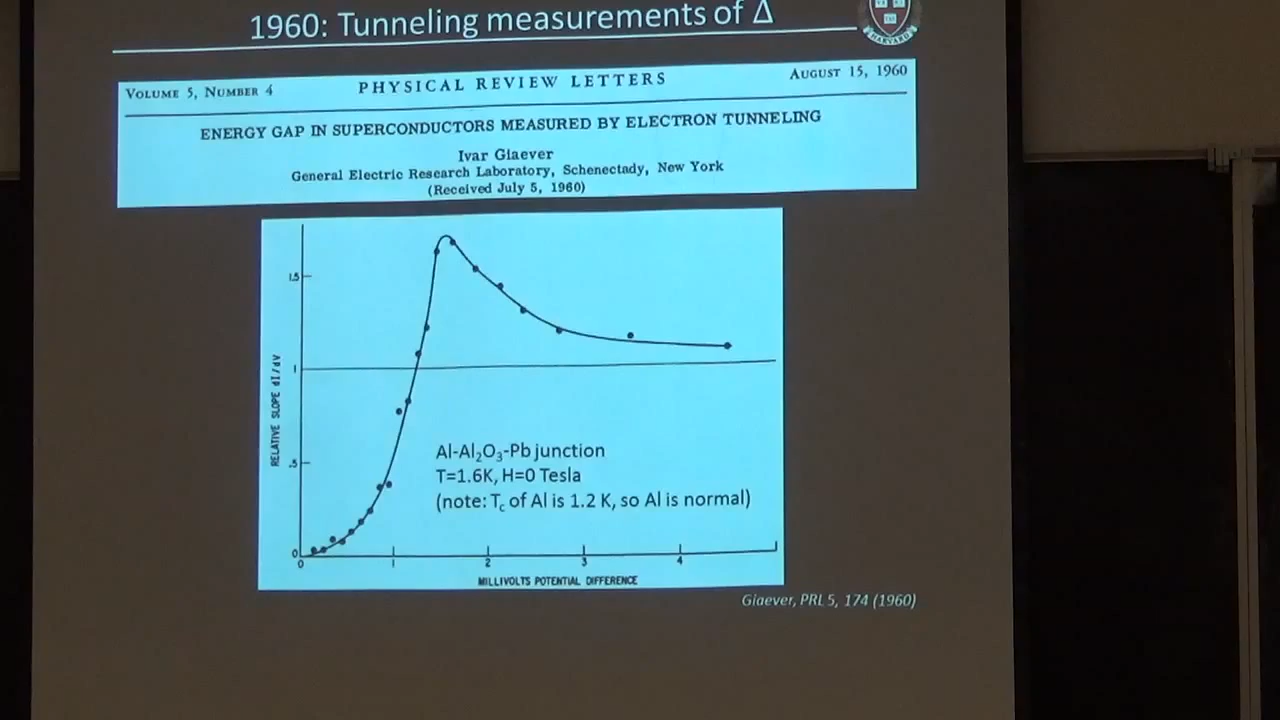 1960: Tunneling measurements of Δ
HARVARD
VOLUME 5, NUMBER 4
PHYSICAL REVIEW LETTERS
AUGUST 15, 1960
ENERGY GAP IN SUPERCONDUCTORS MEASURED BY ELECTRON TUNNELING
Ivar Giaever
General Electric Research Laboratory, Schenectady, New York
(Received July 5, 1960)
1.5
1
.5
0
RELATIVE SLOPE dI/dV
Al-Al₂O₃-Pb junction
T=1.6K, H=0 Tesla
(note: Tc of Al is 1.2 K, so Al is normal)
0 1 2 3 4
MILLIVOLTS POTENTIAL DIFFERENCE
Giaever, PRL 5, 174 (1960)